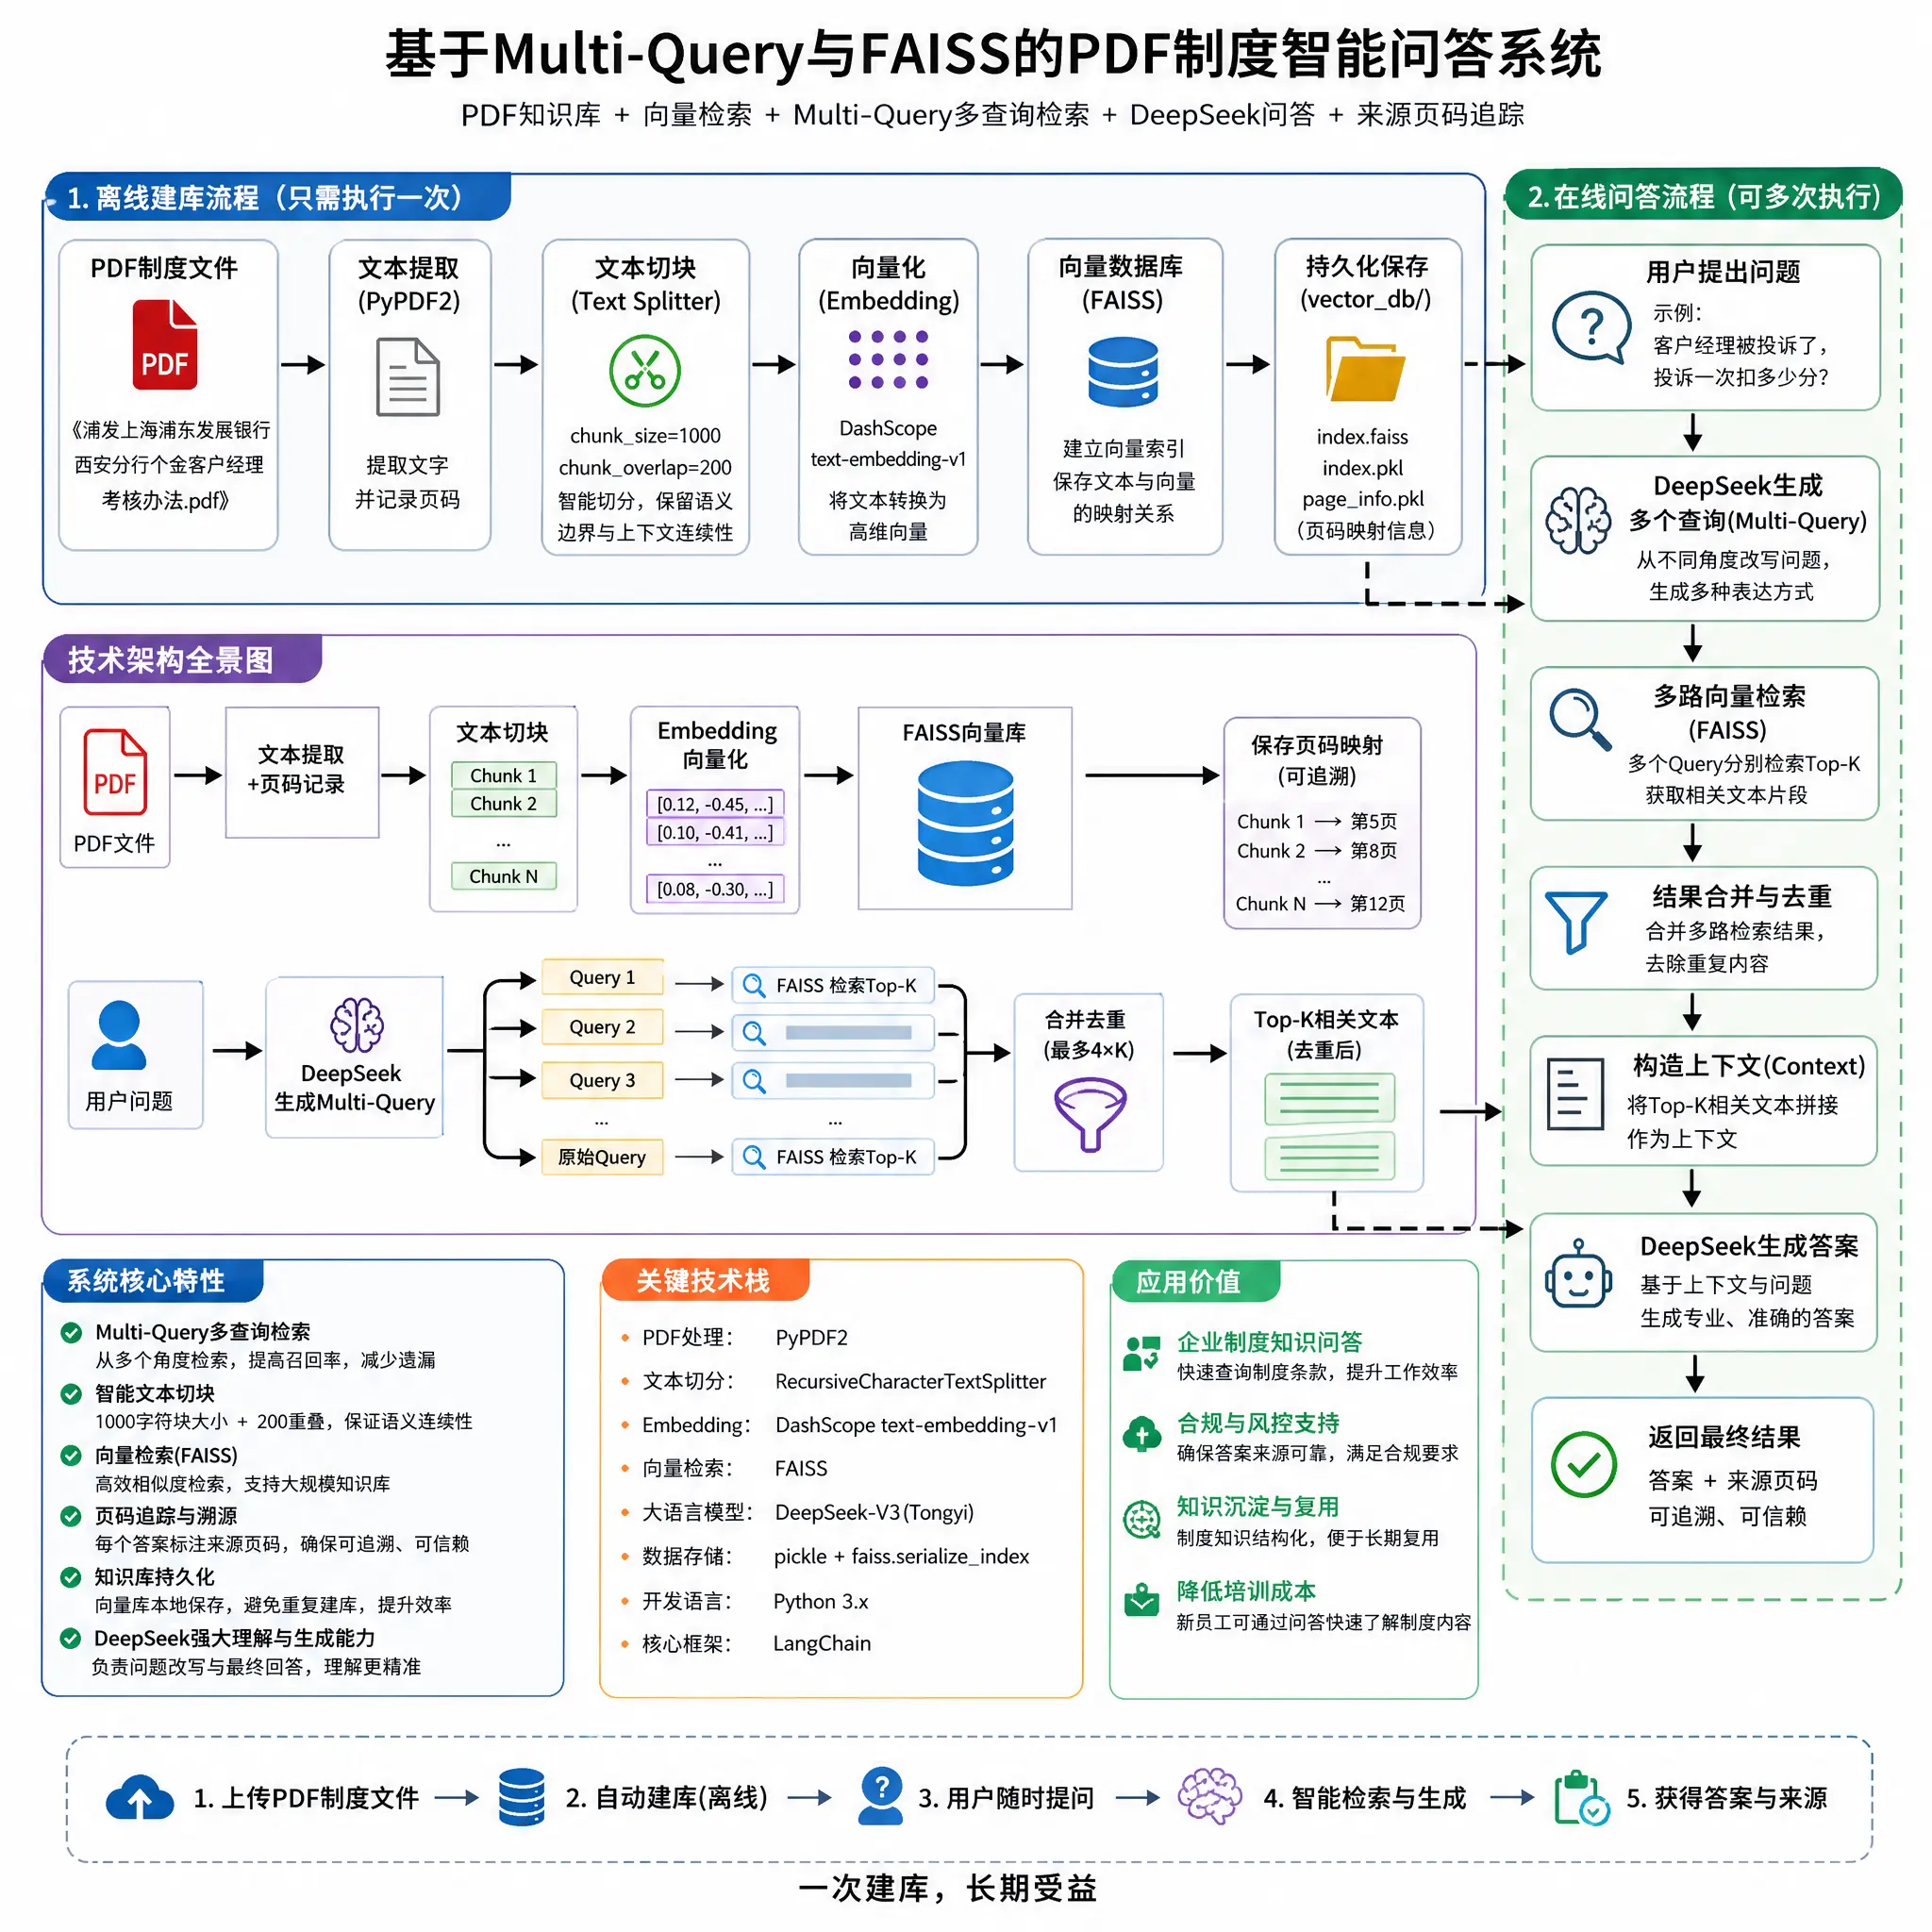 基于Multi-Query与FAISS的PDF制度智能问答系统
PDF知识库 + 向量检索 + Multi-Query多查询检索 + DeepSeek问答 + 来源页码追踪
1. 离线建库流程（只需执行一次）
PDF制度文件
PDF
《浦发上海浦东发展银行
西安分行个金客户经理
考核办法.pdf》
文本提取
(PyPDF2)
提取文字
并记录页码
文本切块
(Text Splitter)
chunk_size=1000
chunk_overlap=200
智能切分，保留语义
边界与上下文连续性
向量化
(Embedding)
DashScope
text-embedding-v1
将文本转换为
高维向量
向量数据库
(FAISS)
建立向量索引
保存文本与向量
的映射关系
持久化保存
(vector_db/)
index.faiss
index.pkl
page_info.pkl
（页码映射信息）
2. 在线问答流程 (可多次执行)
用户提出问题
示例：
客户经理被投诉了，
投诉一次扣多少分？
DeepSeek生成
多个查询(Multi-Query)
从不同角度改写问题，
生成多种表达方式
多路向量检索
(FAISS)
多个Query分别检索Top-K
获取相关文本片段
结果合并与去重
合并多路检索结果，
去除重复内容
构造上下文(Context)
将Top-K相关文本拼接
作为上下文
DeepSeek生成答案
基于上下文与问题
生成专业、准确的答案
返回最终结果
答案 + 来源页码
可追溯、可信赖
技术架构全景图
PDF
PDF文件
文本提取
+页码记录
文本切块
Chunk 1
Chunk 2
...
Chunk N
Embedding
向量化
[0.12, -0.45, ...]
[0.10, -0.41, ...]
...
[0.08, -0.30, ...]
FAISS向量库
保存页码映射
(可追溯)
Chunk 1 → 第5页
Chunk 2 → 第8页
...
Chunk N → 第12页
用户问题
DeepSeek
生成Multi-Query
Query 1
Query 2
Query 3
...
原始Query
FAISS 检索Top-K
...
FAISS 检索Top-K
合并去重
(最多4×K)
Top-K相关文本
(去重后)
系统核心特性
Multi-Query多查询检索
从多个角度检索，提高召回率，减少遗漏
智能文本切块
1000字符块大小 + 200重叠，保证语义连续性
向量检索(FAISS)
高效相似度检索，支持大规模知识库
页码追踪与溯源
每个答案标注来源页码，确保可追溯、可信赖
知识库持久化
向量库本地保存，避免重复建库，提升效率
DeepSeek强大理解与生成能力
负责问题改写与最终回答，理解更精准
关键技术栈
• PDF处理： PyPDF2
• 文本切分： RecursiveCharacterTextSplitter
• Embedding： DashScope text-embedding-v1
• 向量检索： FAISS
• 大语言模型： DeepSeek-V3 (Tongyi)
• 数据存储： pickle + faiss.serialize_index
• 开发语言： Python 3.x
• 核心框架： LangChain
应用价值
企业制度知识问答
快速查询制度条款，提升工作效率
合规与风控支持
确保答案来源可靠，满足合规要求
知识沉淀与复用
制度知识结构化，便于长期复用
降低培训成本
新员工可通过问答快速了解制度内容
1. 上传PDF制度文件
2. 自动建库(离线)
3. 用户随时提问
4. 智能检索与生成
5. 获得答案与来源
一次建库，长期受益